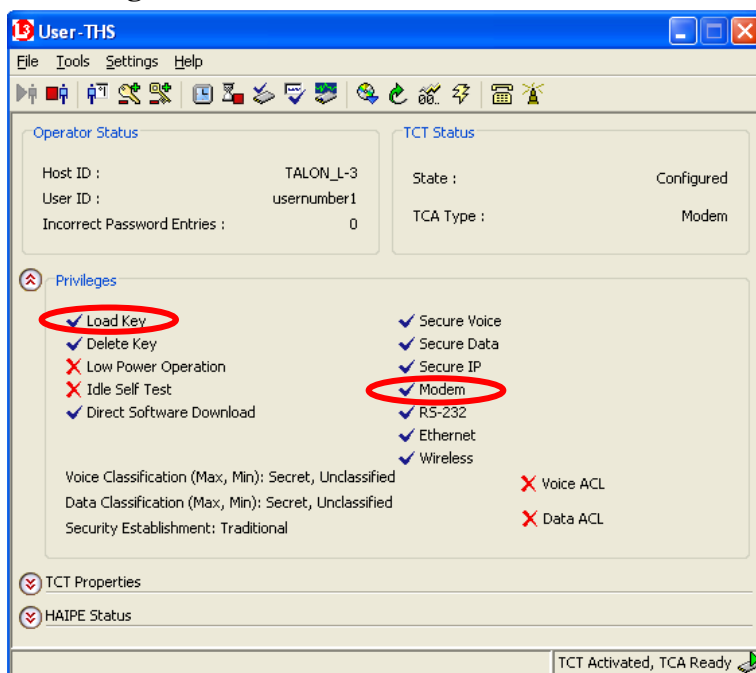 User-THS
File Tools Settings Help
Operator Status
Host ID : TALON_L-3
User ID : usernumber1
Incorrect Password Entries : 0
TCT Status
State : Configured
TCA Type : Modem
Privileges
Load Key
Delete Key
Low Power Operation
Idle Self Test
Direct Software Download
Secure Voice
Secure Data
Secure IP
Modem
RS-232
Ethernet
Wireless
Voice Classification (Max, Min): Secret, Unclassified
Data Classification (Max, Min): Secret, Unclassified
Security Establishment: Traditional
Voice ACL
Data ACL
TCT Properties
HAIPE Status
TCT Activated, TCA Ready